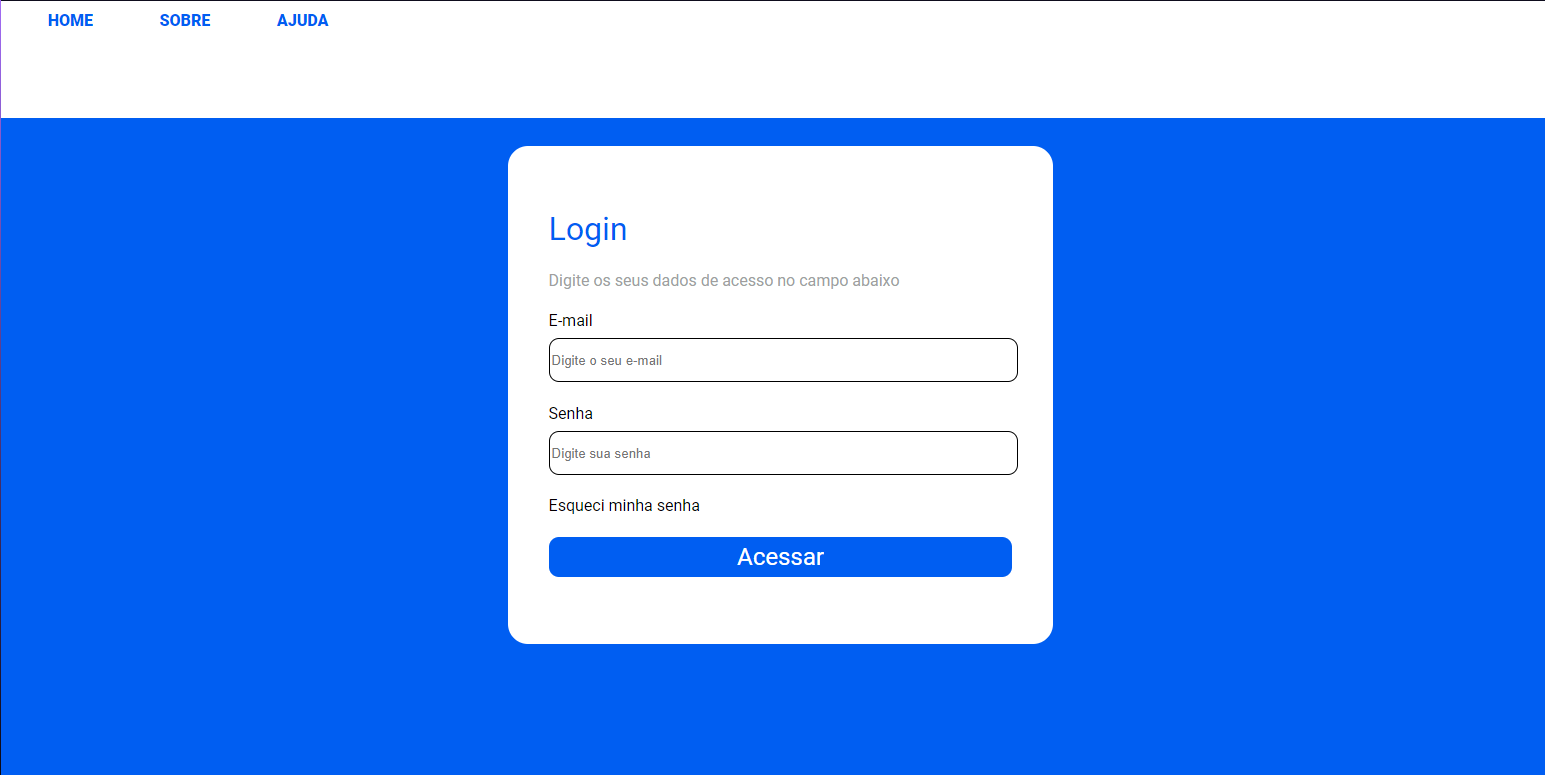 HOME SOBRE AJUDA
Login
Digite os seus dados de acesso no campo abaixo
E-mail
Digite o seu e-mail
Senha
Digite sua senha
Esqueci minha senha
Acessar